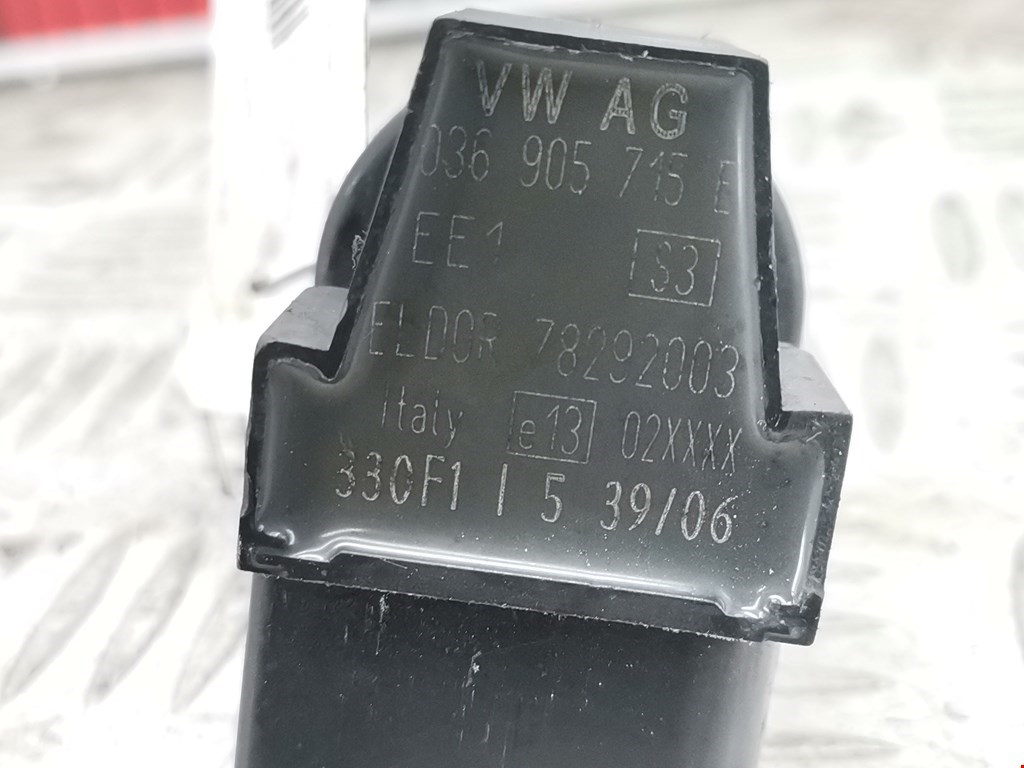 VW AG
036 905 715 E
EE1 S3
ELDOR 78292003
Italy e13 02XXXX
330F1 I 5 39/06